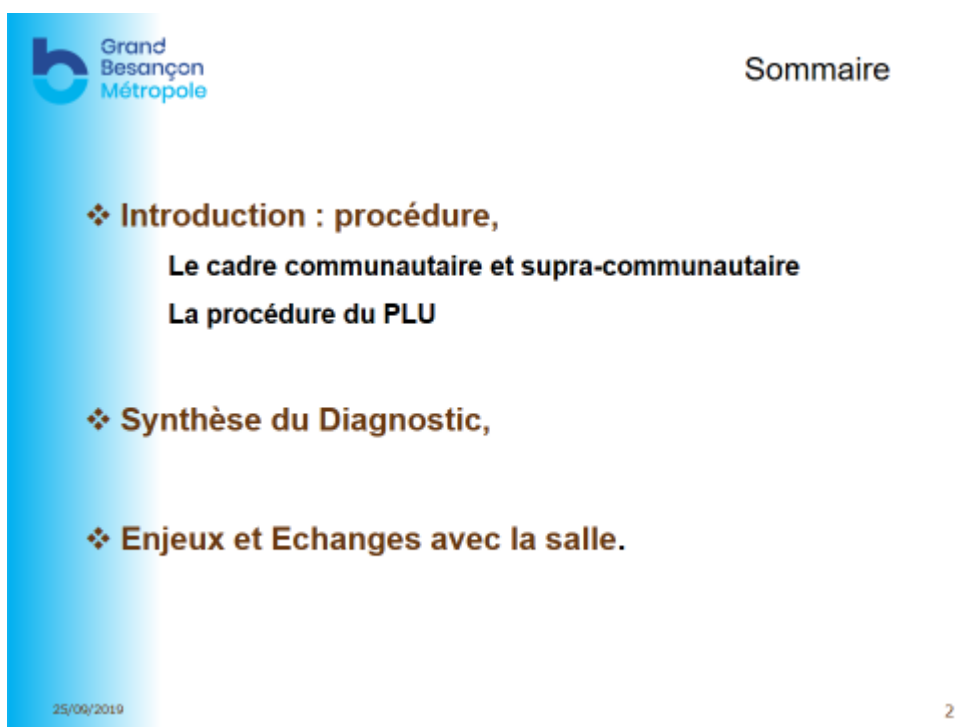 Grand
Besançon
Métropole
Sommaire
❖ Introduction : procédure,
Le cadre communautaire et supra-communautaire
La procédure du PLU
❖ Synthèse du Diagnostic,
❖ Enjeux et Echanges avec la salle.
25/09/2019
2